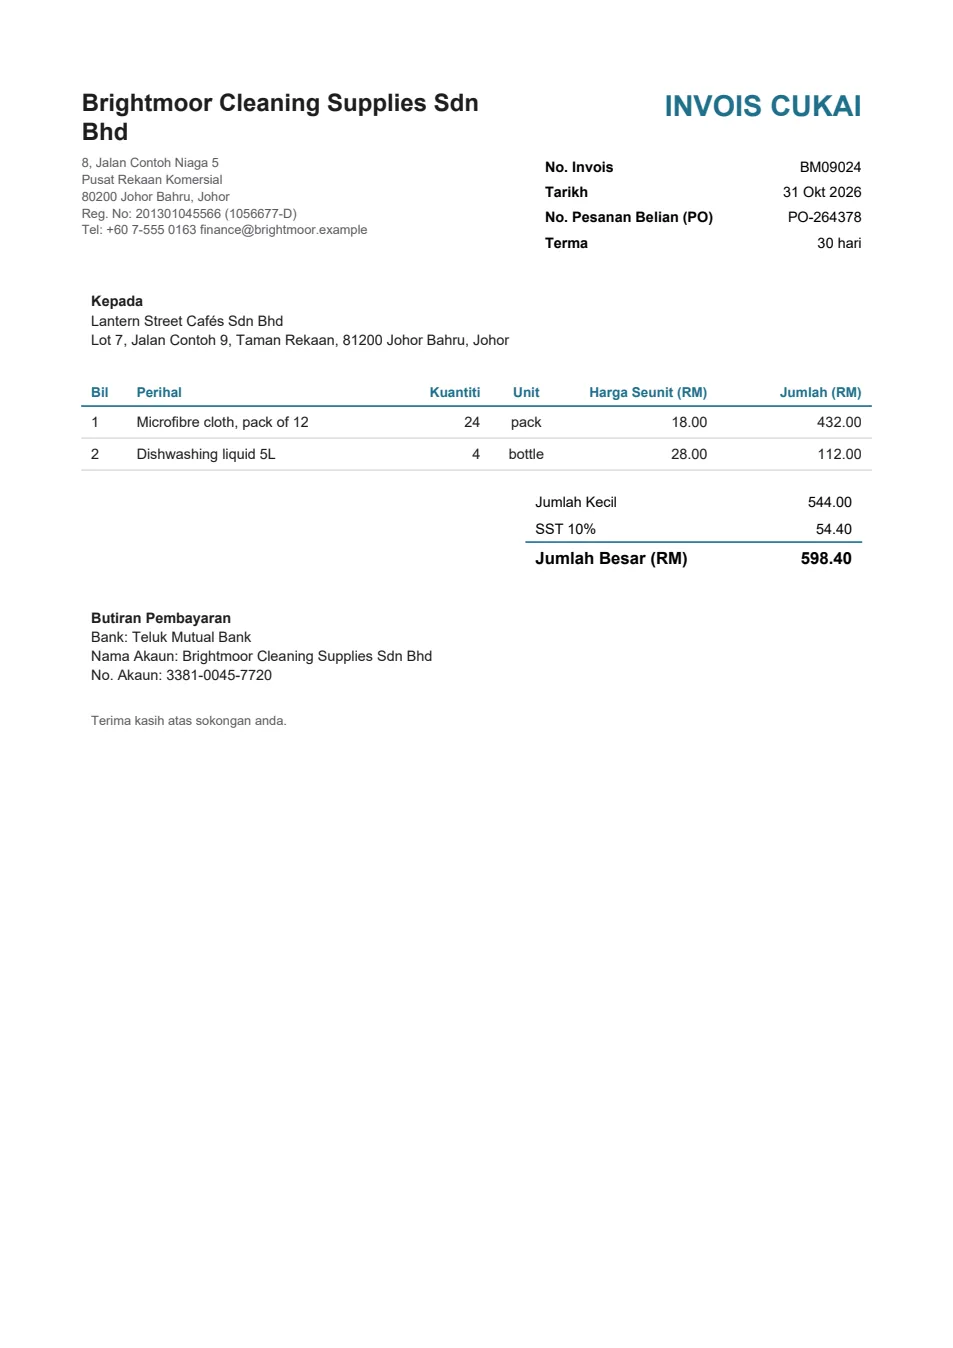 Brightmoor Cleaning Supplies Sdn
Bhd
8, Jalan Contoh Niaga 5
Pusat Rekaan Komersial
80200 Johor Bahru, Johor
Reg. No: 201301045566 (1056677-D)
Tel: +60 7-555 0163 finance@brightmoor.example
INVOIS CUKAI
No. Invois BM09024
Tarikh 31 Okt 2026
No. Pesanan Belian (PO) PO-264378
Terma 30 hari
Kepada
Lantern Street Cafés Sdn Bhd
Lot 7, Jalan Contoh 9, Taman Rekaan, 81200 Johor Bahru, Johor
Bil Perihal Kuantiti Unit Harga Seunit (RM) Jumlah (RM)
1 Microfibre cloth, pack of 12 24 pack 18.00 432.00
2 Dishwashing liquid 5L 4 bottle 28.00 112.00
Jumlah Kecil 544.00
SST 10% 54.40
Jumlah Besar (RM) 598.40
Butiran Pembayaran
Bank: Teluk Mutual Bank
Nama Akaun: Brightmoor Cleaning Supplies Sdn Bhd
No. Akaun: 3381-0045-7720
Terima kasih atas sokongan anda.